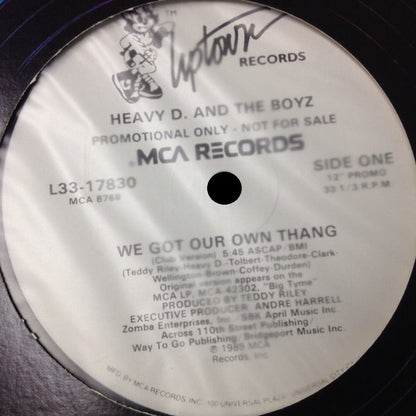 TM
Uptown
RECORDS
HEAVY D. AND THE BOYZ
PROMOTIONAL ONLY - NOT FOR SALE
MCA RECORDS
L33-17830
MCA 8768
SIDE ONE
12" PROMO
33 1/3 R.P.M.
WE GOT OUR OWN THANG
(Club Version) 5:45 ASCAP/BMI
(Teddy Riley-Heavy D.-Tolbert-Theodore-Clark-
Wellington-Brown-Coffey-Durden)
Original version appears on the
MCA LP, MCA 42302, "Big Tyme"
PRODUCED BY TEDDY RILEY
EXECUTIVE PRODUCER ANDRE HARRELL
Zomba Enterprises, Inc. SBK April Music Inc.
Across 110th Street Publishing/
Way To Go Publishing/Bridgeport Music Inc.
℗1989 MCA
Records, Inc.
MFD BY MCA RECORDS, INC. 100 UNIVERSAL PLAZA, UNIVERSAL CITY